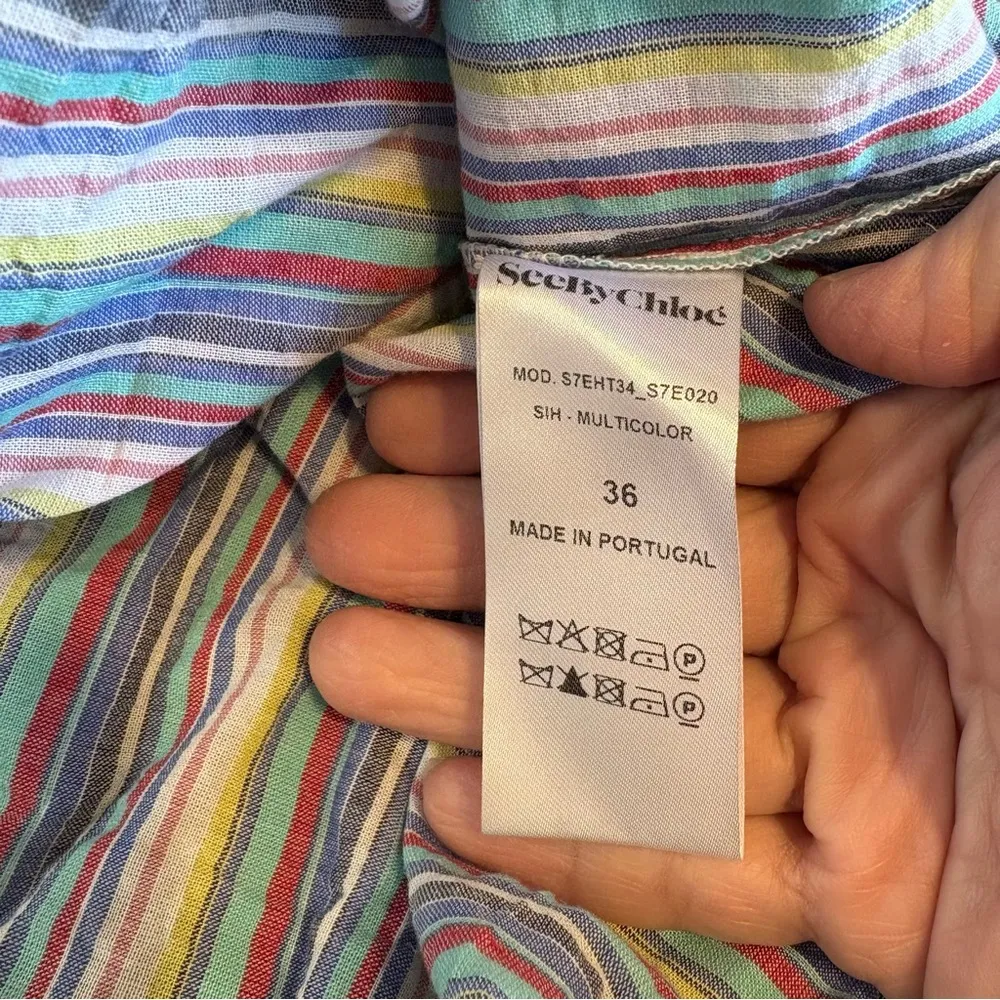 SeeByChloé
MOD. S7EHT34_S7E020
SIH - MULTICOLOR
36
MADE IN PORTUGAL
P
P